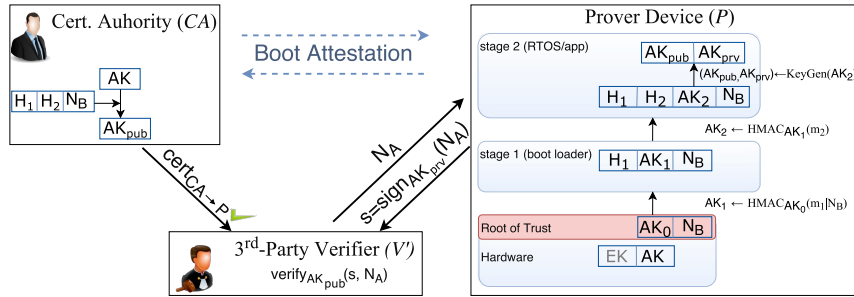 Cert. Auhority (CA)
AK
H1 H2 NB
AKpub
Boot Attestation
certCA→P
NA
s=signAKprv(NA)
3rd-Party Verifier (V')
verifyAKpub(s, NA)
Prover Device (P)
stage 2 (RTOS/app)
AKpub AKprv
(AKpub,AKprv)←KeyGen(AK2)
H1 H2 AK2 NB
AK2 ← HMACAK1(m2)
stage 1 (boot loader)
H1 AK1 NB
AK1 ← HMACAK0(m1|NB)
Root of Trust
AK0 NB
Hardware
EK AK